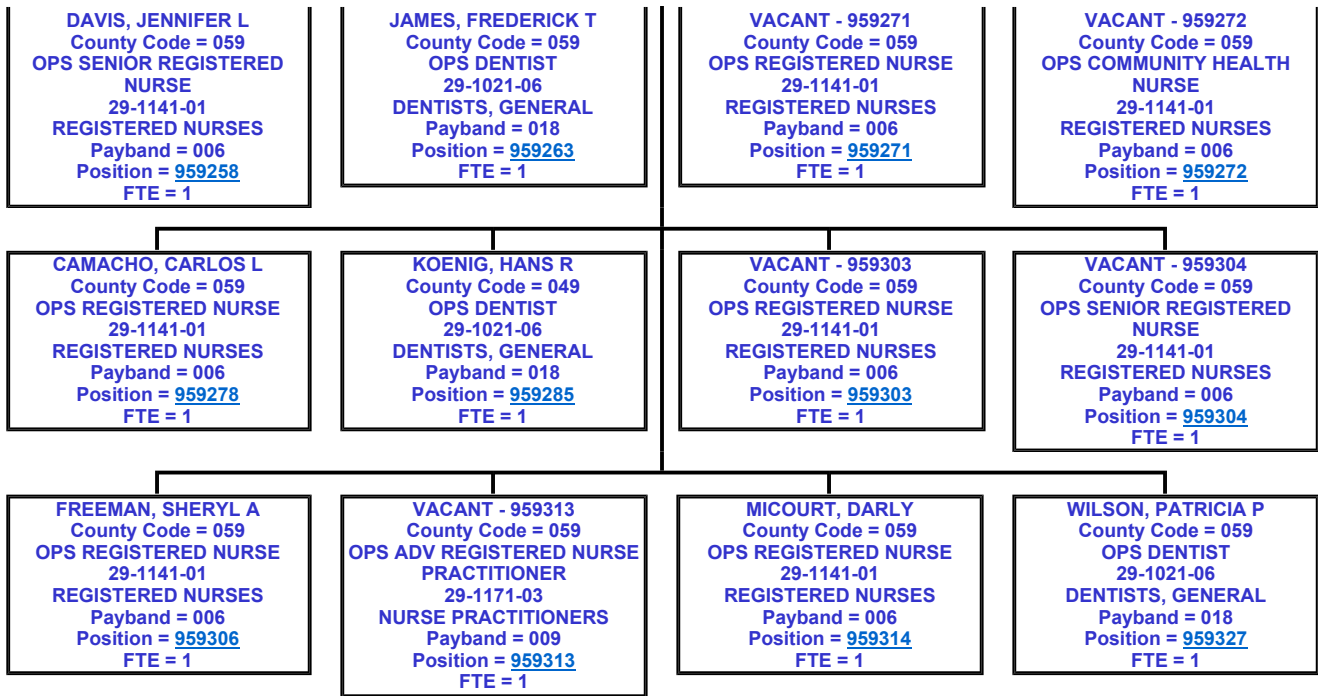 DAVIS, JENNIFER L
County Code = 059
OPS SENIOR REGISTERED
NURSE
29-1141-01
REGISTERED NURSES
Payband = 006
Position = 959258
FTE = 1
JAMES, FREDERICK T
County Code = 059
OPS DENTIST
29-1021-06
DENTISTS, GENERAL
Payband = 018
Position = 959263
FTE = 1
VACANT - 959271
County Code = 059
OPS REGISTERED NURSE
29-1141-01
REGISTERED NURSES
Payband = 006
Position = 959271
FTE = 1
VACANT - 959272
County Code = 059
OPS COMMUNITY HEALTH
NURSE
29-1141-01
REGISTERED NURSES
Payband = 006
Position = 959272
FTE = 1
CAMACHO, CARLOS L
County Code = 059
OPS REGISTERED NURSE
29-1141-01
REGISTERED NURSES
Payband = 006
Position = 959278
FTE = 1
KOENIG, HANS R
County Code = 049
OPS DENTIST
29-1021-06
DENTISTS, GENERAL
Payband = 018
Position = 959285
FTE = 1
VACANT - 959303
County Code = 059
OPS REGISTERED NURSE
29-1141-01
REGISTERED NURSES
Payband = 006
Position = 959303
FTE = 1
VACANT - 959304
County Code = 059
OPS SENIOR REGISTERED
NURSE
29-1141-01
REGISTERED NURSES
Payband = 006
Position = 959304
FTE = 1
FREEMAN, SHERYL A
County Code = 059
OPS REGISTERED NURSE
29-1141-01
REGISTERED NURSES
Payband = 006
Position = 959306
FTE = 1
VACANT - 959313
County Code = 059
OPS ADV REGISTERED NURSE
PRACTITIONER
29-1171-03
NURSE PRACTITIONERS
Payband = 009
Position = 959313
FTE = 1
MICOURT, DARLY
County Code = 059
OPS REGISTERED NURSE
29-1141-01
REGISTERED NURSES
Payband = 006
Position = 959314
FTE = 1
WILSON, PATRICIA P
County Code = 059
OPS DENTIST
29-1021-06
DENTISTS, GENERAL
Payband = 018
Position = 959327
FTE = 1